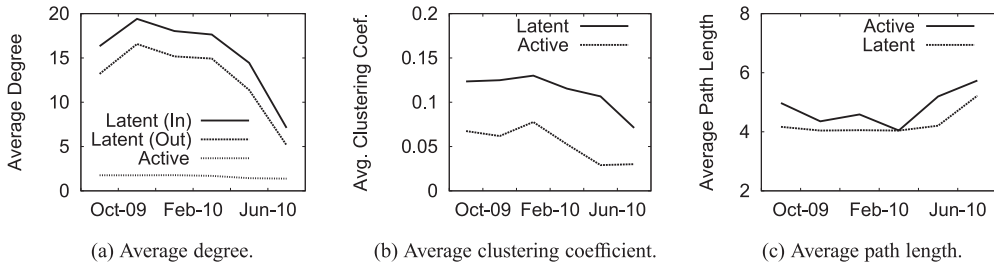 20
15
10
5
0
Average Degree
Latent (In)
Latent (Out)
Active
Oct-09 Feb-10 Jun-10
(a) Average degree.
0.2
0.15
0.1
0.05
0
Avg. Clustering Coef.
Latent
Active
Oct-09 Feb-10 Jun-10
(b) Average clustering coefficient.
8
6
4
2
Average Path Length
Active
Latent
Oct-09 Feb-10 Jun-10
(c) Average path length.